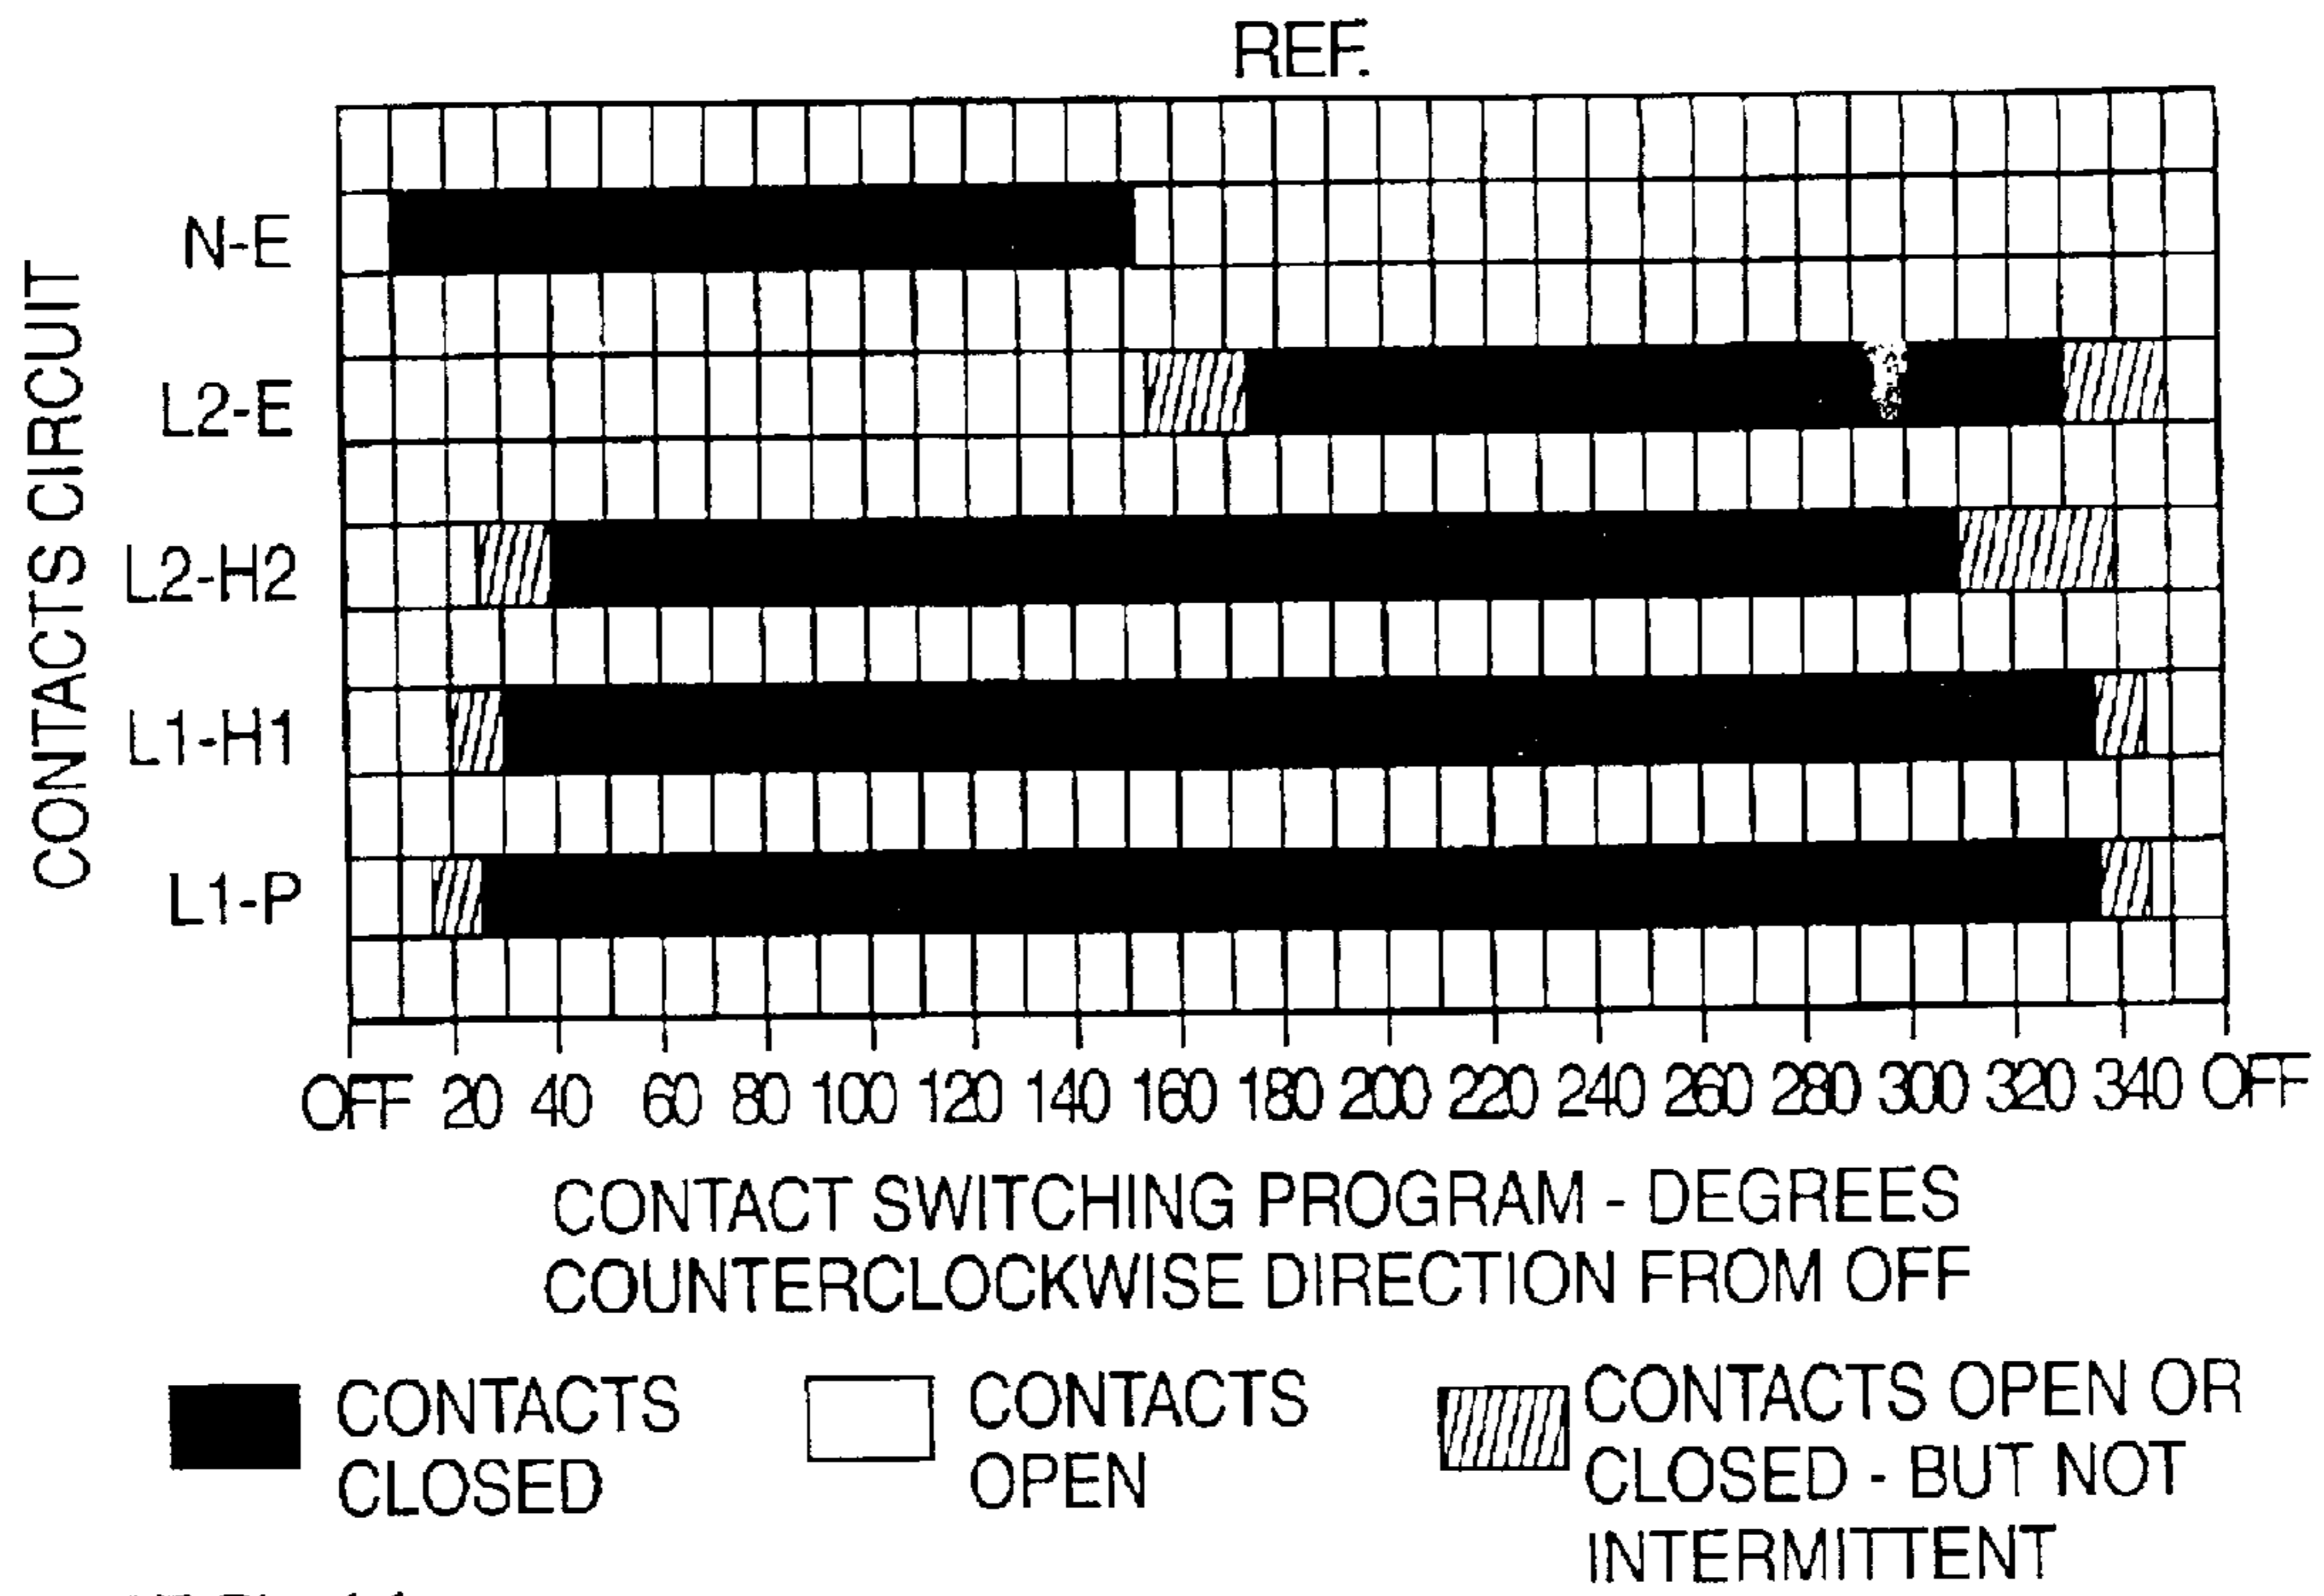 REF.
CONTACTS CIRCUIT
N-E
L2-E
L2-H2
L1-H1
L1-P
OFF 20 40 60 80 100 120 140 160 180 200 220 240 260 280 300 320 340 OFF
CONTACT SWITCHING PROGRAM - DEGREES
COUNTERCLOCKWISE DIRECTION FROM OFF
CONTACTS
CLOSED
CONTACTS
OPEN
CONTACTS OPEN OR
CLOSED - BUT NOT
INTERMITTENT